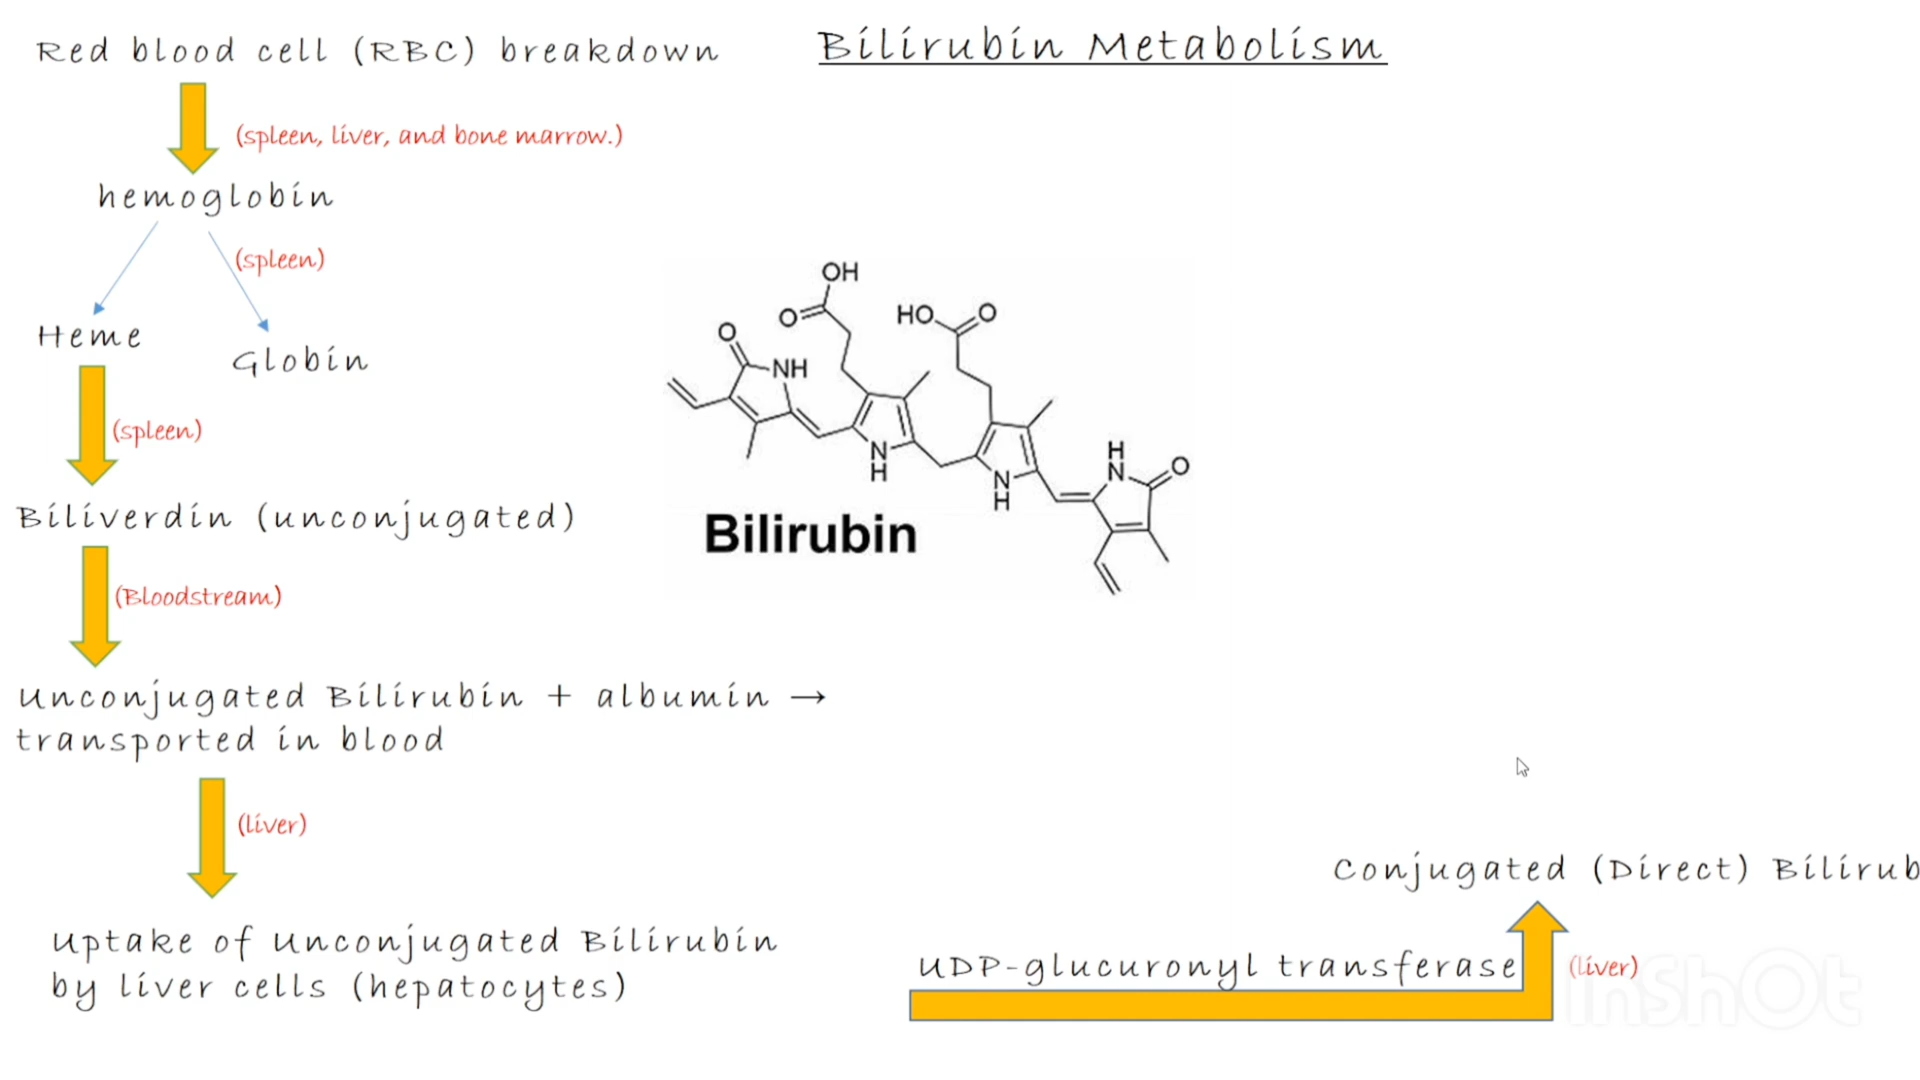 Red blood cell (RBC) breakdown
Bilirubin Metabolism
(spleen, liver, and bone marrow.)
hemoglobin
(spleen)
Heme
Globin
(spleen)
Biliverdin (unconjugated)
(Bloodstream)
Unconjugated Bilirubin + albumin →
transported in blood
(liver)
Uptake of Unconjugated Bilirubin
by liver cells (hepatocytes)
OH
O
HO
O
O
NH
N
H
N
H
H
N
O
Bilirubin
Conjugated (Direct) Bilirub
UDP-glucuronyl transferase
(liver)
InShOt